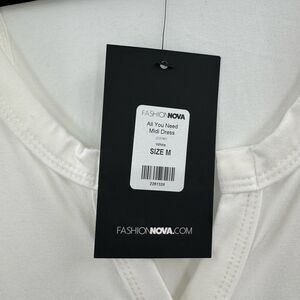 FASHIONNOVA
All You Need
Midi Dress
White
SIZE M
FASHIONNOVA.COM